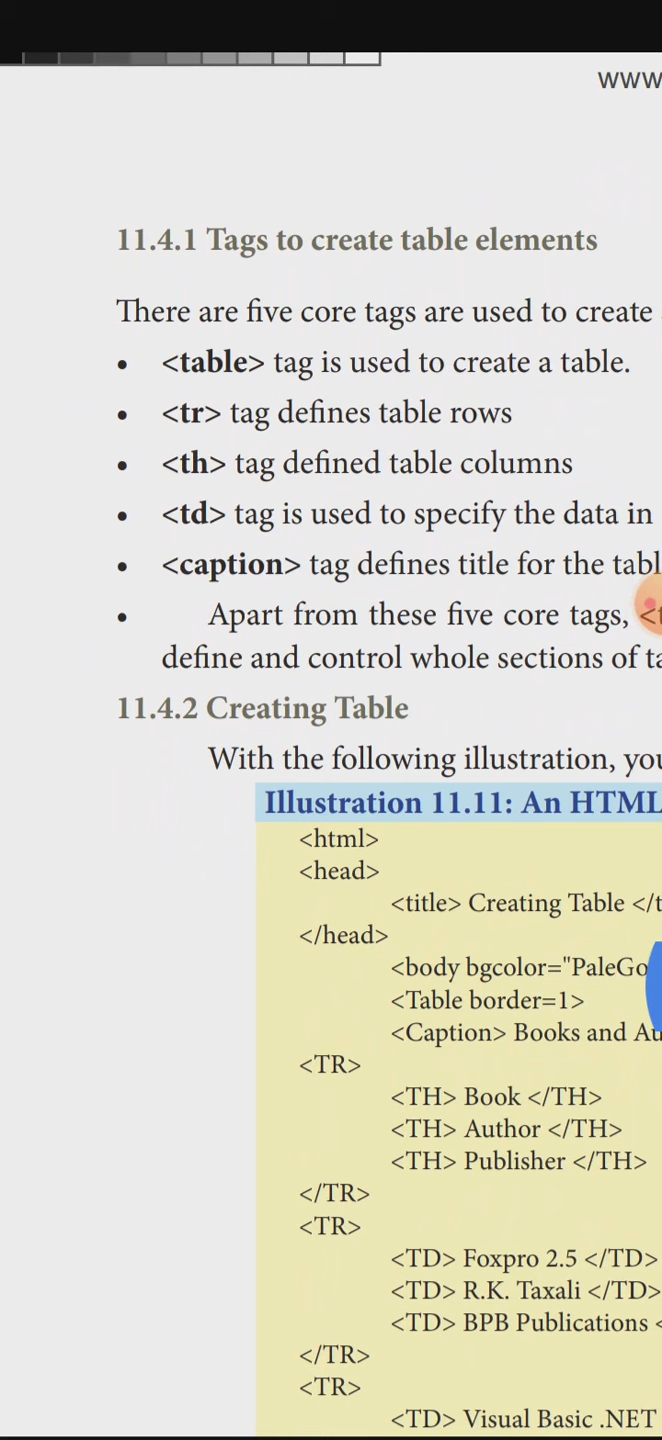 www
11.4.1 Tags to create table elements
There are five core tags are used to create
• <table> tag is used to create a table.
• <tr> tag defines table rows
• <th> tag defined table columns
• <td> tag is used to specify the data in
• <caption> tag defines title for the tabl
• Apart from these five core tags, <t
define and control whole sections of ta
11.4.2 Creating Table
With the following illustration, you
Illustration 11.11: An HTML
<html>
<head>
<title> Creating Table </t
</head>
<body bgcolor="PaleGo
<Table border=1>
<Caption> Books and Au
<TR>
<TH> Book </TH>
<TH> Author </TH>
<TH> Publisher </TH>
</TR>
<TR>
<TD> Foxpro 2.5 </TD>
<TD> R.K. Taxali </TD>
<TD> BPB Publications <
</TR>
<TR>
<TD> Visual Basic .NET